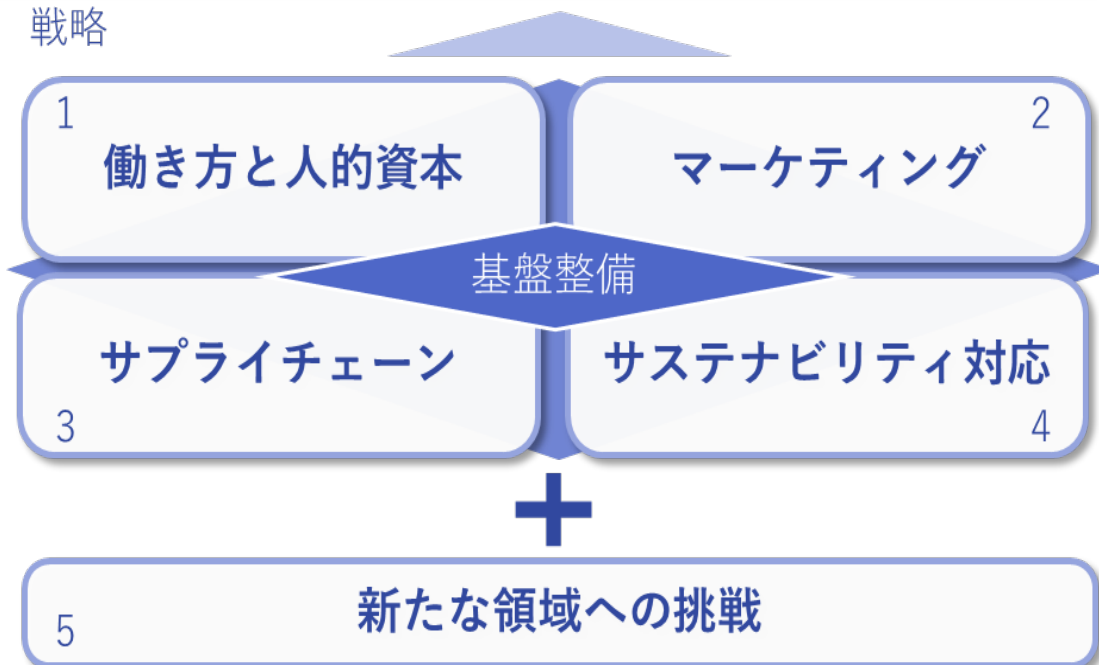 戦略
1
働き方と人的資本
2
マーケティング
基盤整備
サプライチェーン
3
サステナビリティ対応
4
新たな領域への挑戦
5